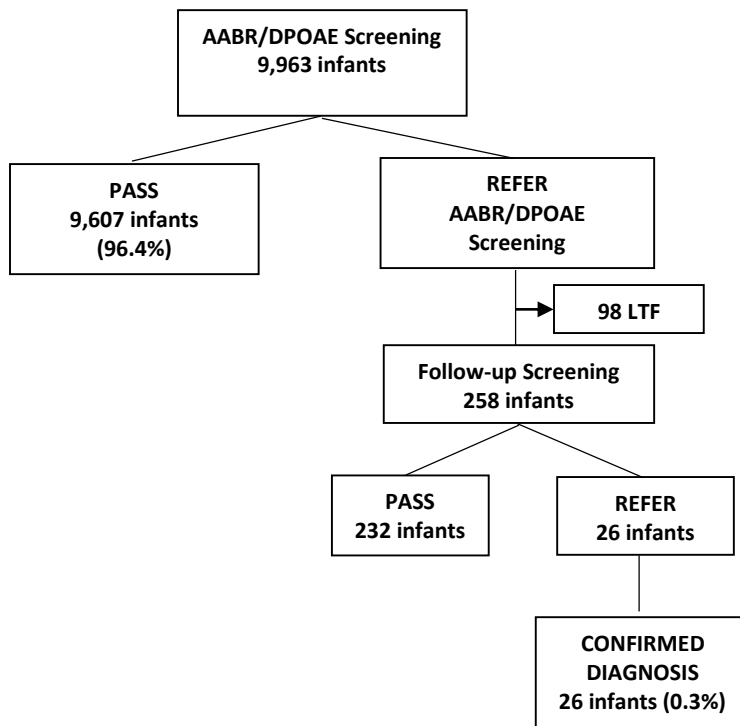 AABR/DPOAE Screening
9,963 infants
PASS
9,607 infants
(96.4%)
REFER
AABR/DPOAE
Screening
98 LTF
Follow-up Screening
258 infants
PASS
232 infants
REFER
26 infants
CONFIRMED
DIAGNOSIS
26 infants (0.3%)